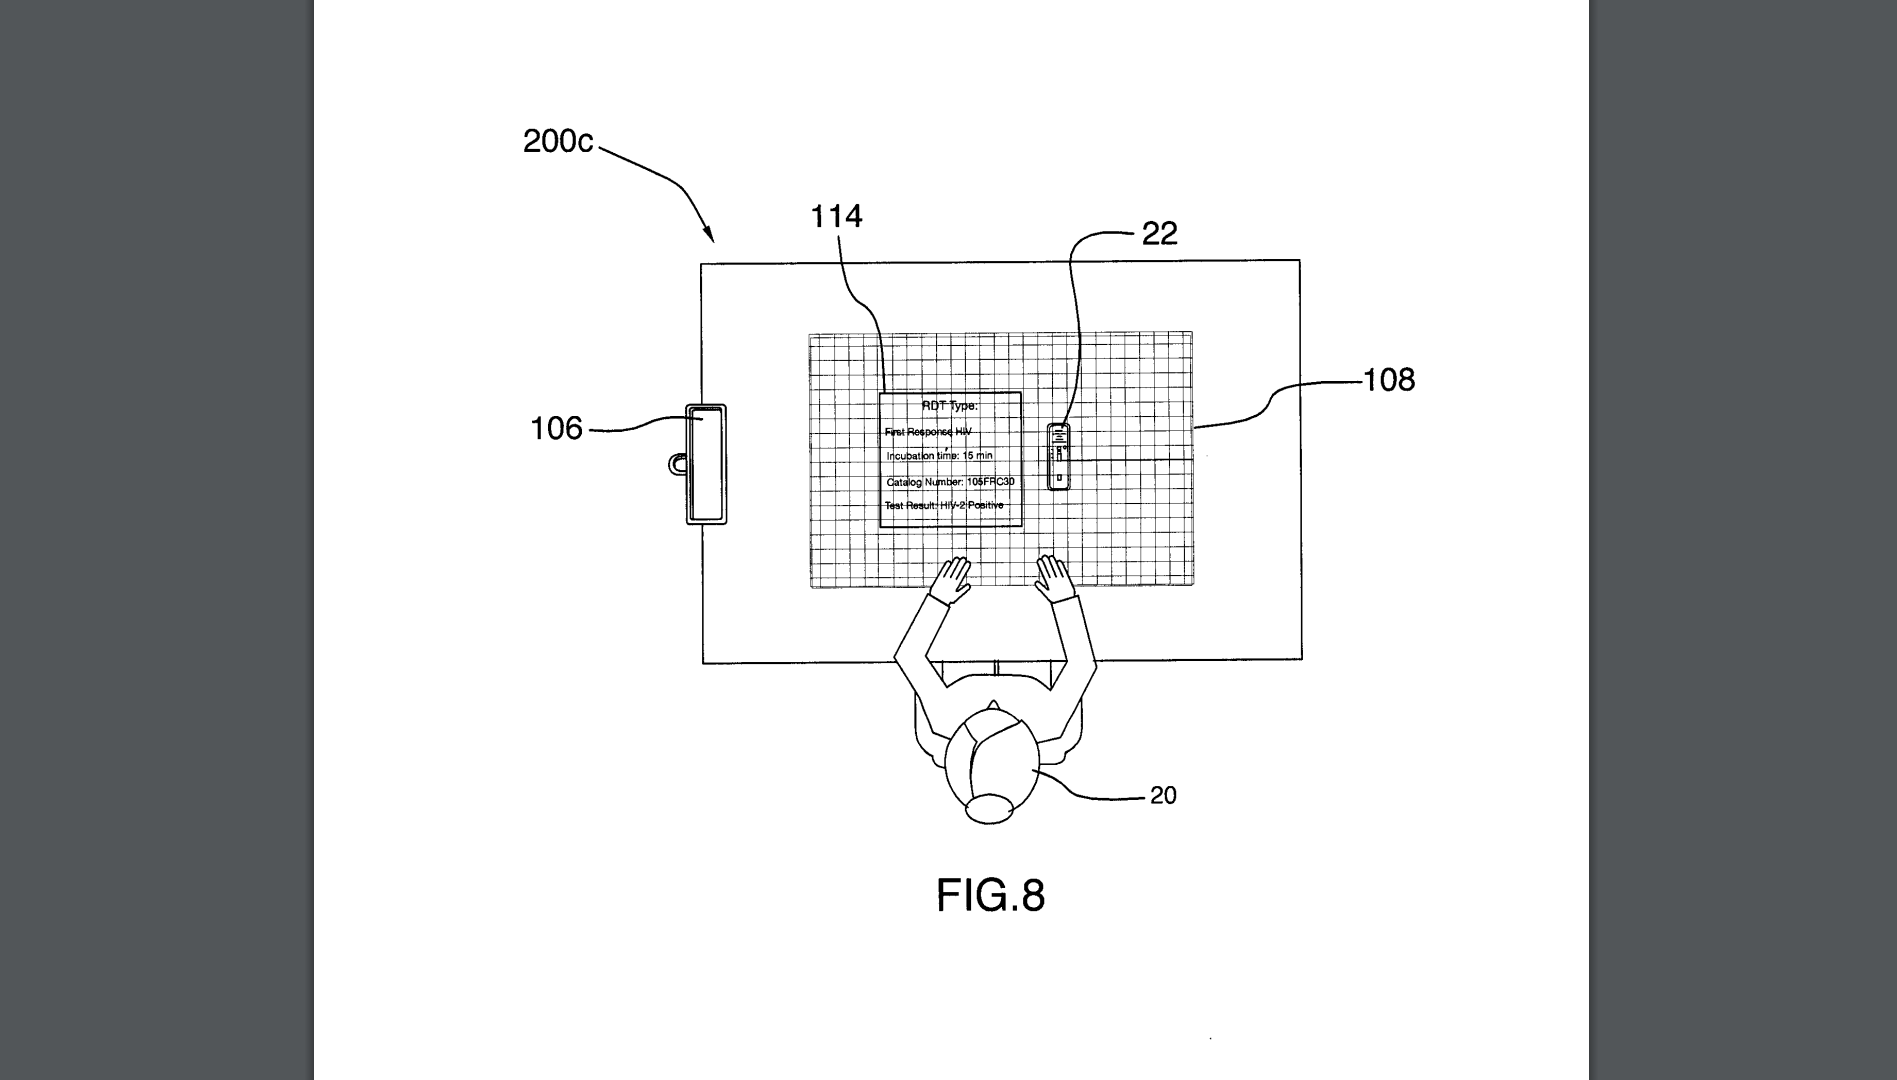 200c
114
22
108
106
RDT Type:
First Response HIV
Incubation time: 15 min
Catalog Number: 105FRC30
Test Result: HIV-2 Positive
20
FIG.8